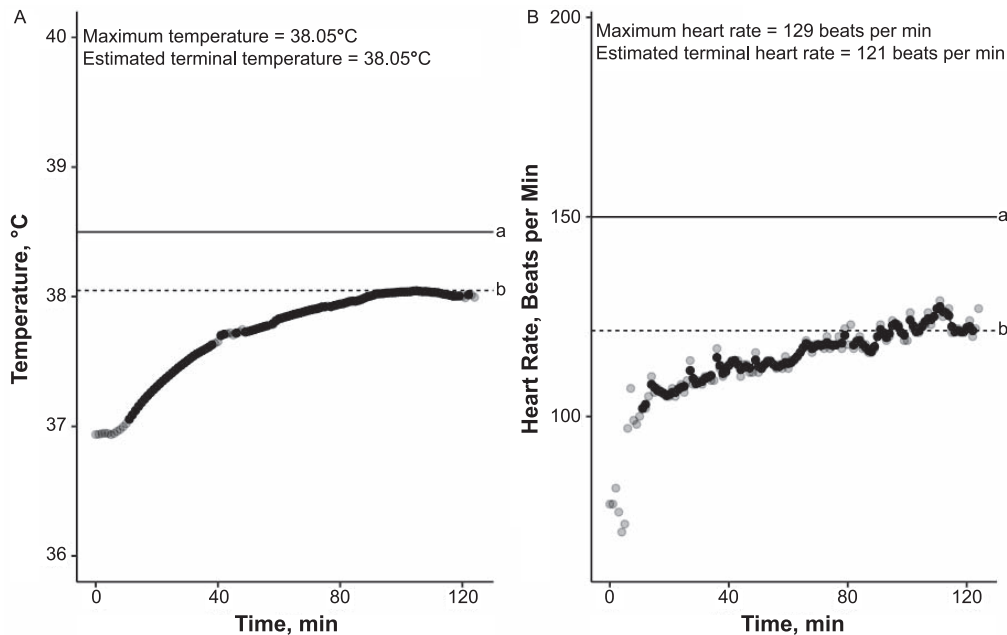 A
Maximum temperature = 38.05°C
Estimated terminal temperature = 38.05°C
40
39
38
37
36
Temperature, °C
a
b
0
40
80
120
Time, min
B
Maximum heart rate = 129 beats per min
Estimated terminal heart rate = 121 beats per min
200
150
100
Heart Rate, Beats per Min
a
b
0
40
80
120
Time, min